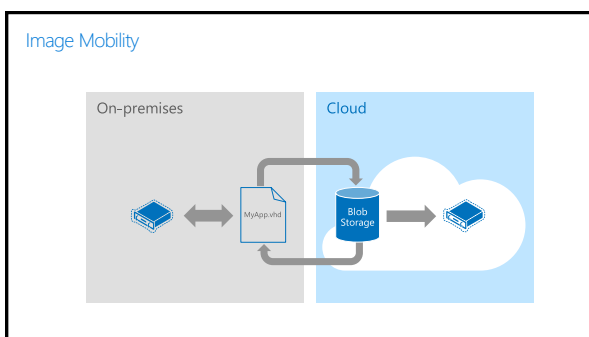 Image Mobility
On-premises
Cloud
MyApp.vhd
Blob
Storage